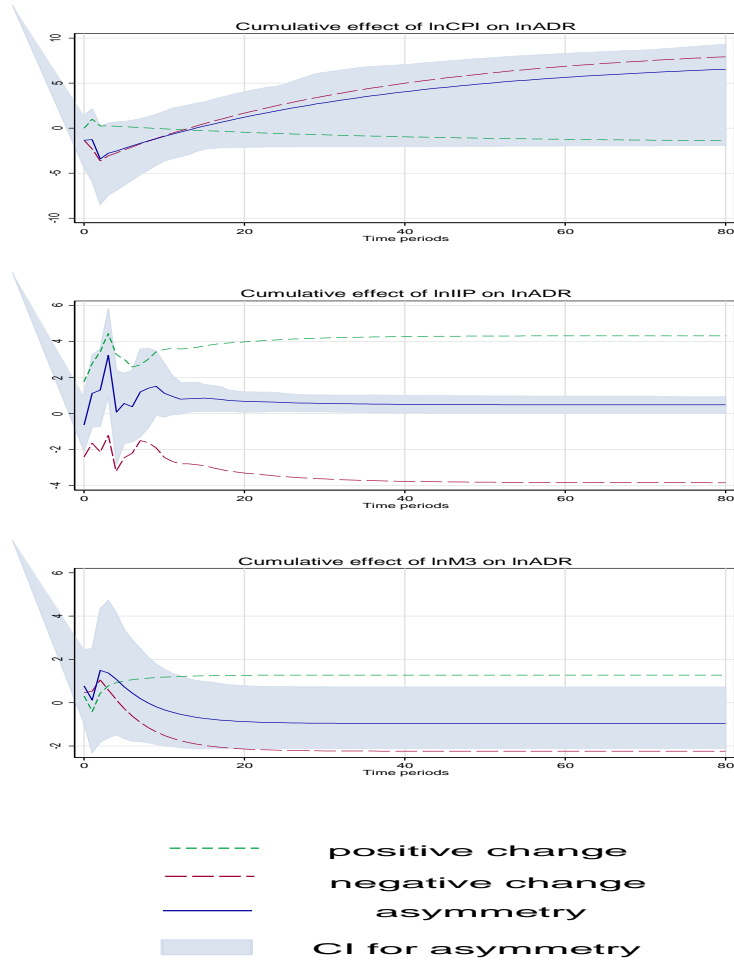 Cumulative effect of lnCPI on lnADR
10
5
0
-5
-10
0 20 40 60 80
Time periods
Cumulative effect of lnIIP on lnADR
6
4
2
0
-2
-4
0 20 40 60 80
Time periods
Cumulative effect of lnM3 on lnADR
6
4
2
0
-2
0 20 40 60 80
Time periods
positive change
negative change
asymmetry
CI for asymmetry